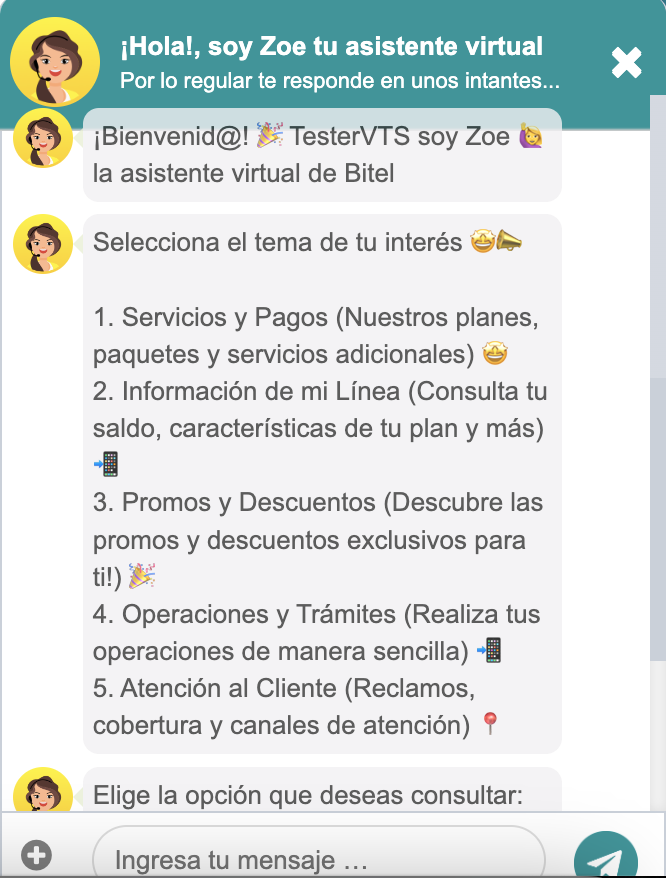 ¡Hola!, soy Zoe tu asistente virtual
Por lo regular te responde en unos intantes...
¡Bienvenid@! 🎉 TesterVTS soy Zoe 🙋‍♀️
la asistente virtual de Bitel
Selecciona el tema de tu interés 🤩📣
1. Servicios y Pagos (Nuestros planes,
paquetes y servicios adicionales) 🤩
2. Información de mi Línea (Consulta tu
saldo, características de tu plan y más)
📲
3. Promos y Descuentos (Descubre las
promos y descuentos exclusivos para
ti!) 🎉
4. Operaciones y Trámites (Realiza tus
operaciones de manera sencilla) 📲
5. Atención al Cliente (Reclamos,
cobertura y canales de atención) 📍
Elige la opción que deseas consultar:
Ingresa tu mensaje …